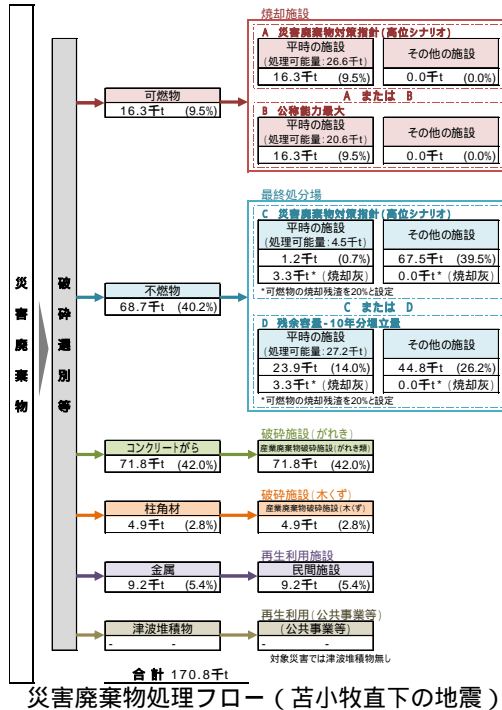 災害廃棄物
破砕選別等
焼却施設
A 災害廃棄物対策指針(高位シナリオ)
平時の施設
(処理可能量:26.6千t)
16.3千t (9.5%)
その他の施設
0.0千t (0.0%)
A または B
B 公称能力最大
平時の施設
(処理可能量:20.6千t)
16.3千t (9.5%)
その他の施設
0.0千t (0.0%)
可燃物
16.3千t (9.5%)
最終処分場
C 災害廃棄物対策指針(高位シナリオ)
平時の施設
(処理可能量:4.5千t)
1.2千t (0.7%)
3.3千t* (焼却灰)
その他の施設
67.5千t (39.5%)
0.0千t* (焼却灰)
*可燃物の焼却残渣を20%と設定
C または D
D 残余容量-10年分埋立量
平時の施設
(処理可能量:27.2千t)
23.9千t (14.0%)
3.3千t* (焼却灰)
その他の施設
44.8千t (26.2%)
0.0千t* (焼却灰)
*可燃物の焼却残渣を20%と設定
不燃物
68.7千t (40.2%)
破砕施設(がれき)
コンクリートがら
71.8千t (42.0%)
産業廃棄物破砕施設(がれき類)
71.8千t (42.0%)
破砕施設(木くず)
柱角材
4.9千t (2.8%)
産業廃棄物破砕施設(木くず)
4.9千t (2.8%)
再生利用施設
金属
9.2千t (5.4%)
民間施設
9.2千t (5.4%)
再生利用(公共事業等)
津波堆積物
- -
(公共事業等)
- -
対象災害では津波堆積物無し
合計 170.8千t
災害廃棄物処理フロー(苫小牧直下の地震)